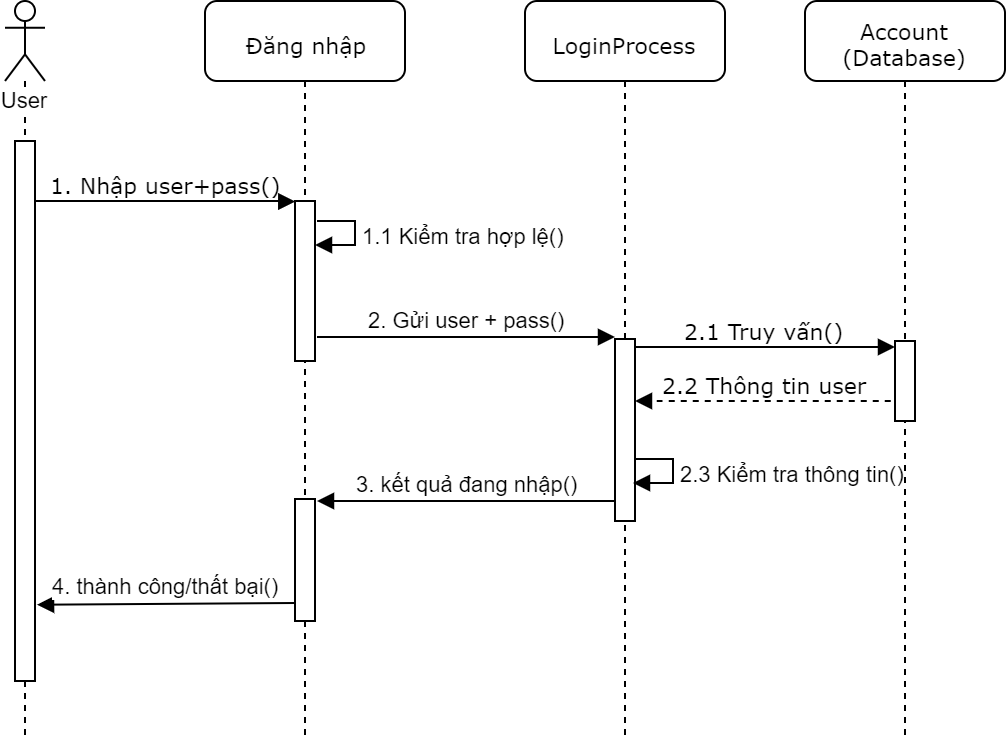 User
Đăng nhập
LoginProcess
Account
(Database)
1. Nhập user+pass()
1.1 Kiểm tra hợp lệ()
2. Gửi user + pass()
2.1 Truy vấn()
2.2 Thông tin user
2.3 Kiểm tra thông tin()
3. kết quả đang nhập()
4. thành công/thất bại()